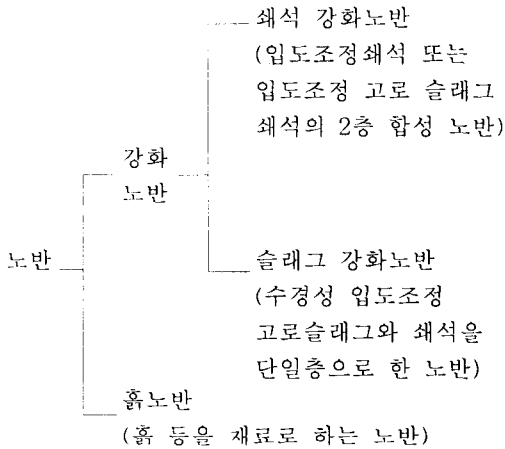 쇄석 강화노반
(입도조정쇄석 또는
입도조정 고로 슬래그
쇄석의 2층 합성 노반)
강화
노반
노반
슬래그 강화노반
(수경성 입도조정
고로슬래그와 쇄석을
단일층으로 한 노반)
흙노반
(흙 등을 재료로 하는 노반)